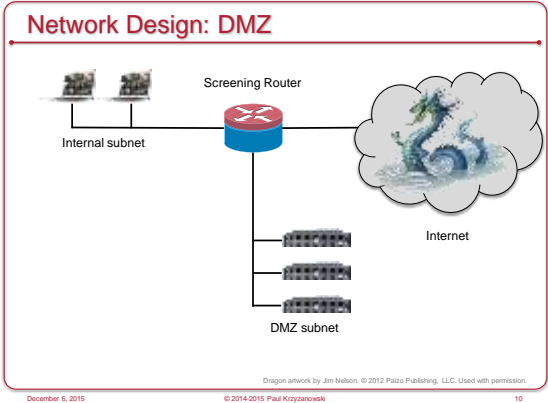 Network Design: DMZ
Screening Router
Internal subnet
Internet
DMZ subnet
Dragon artwork by Jim Nelson. © 2012 Paizo Publishing, LLC. Used with permission.
December 6, 2015
© 2014-2015 Paul Krzyzanowski
10